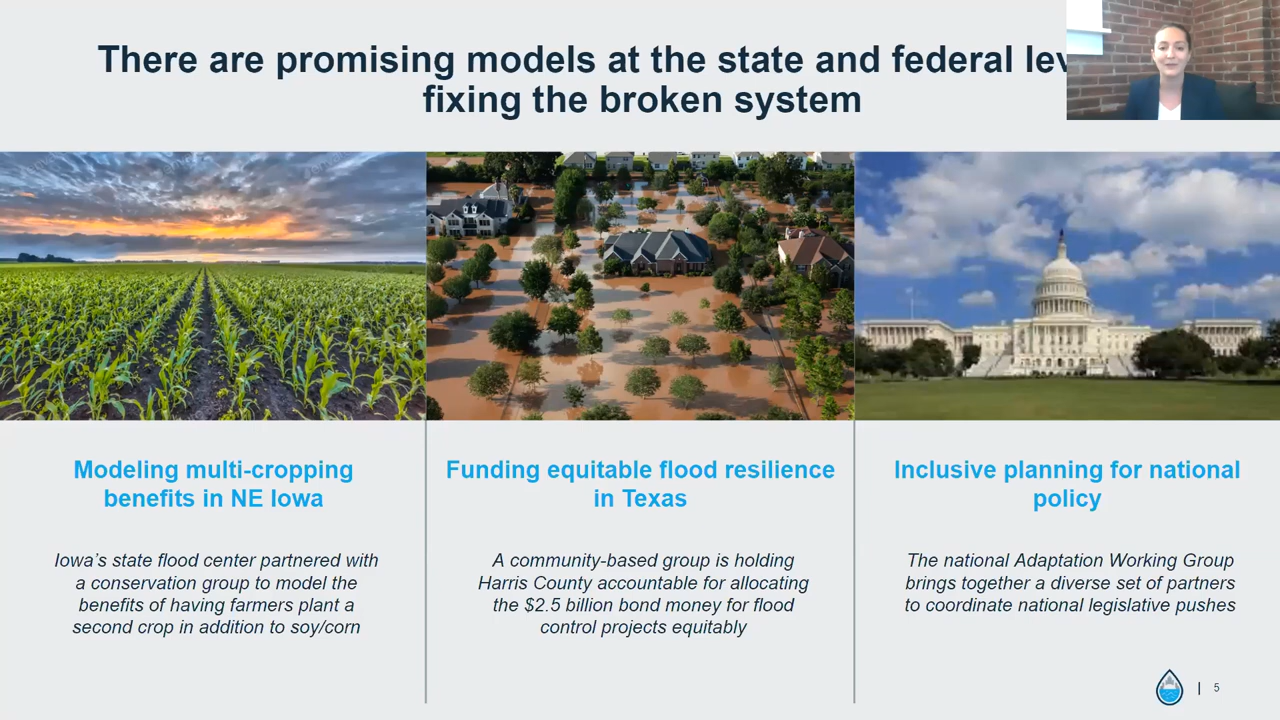 There are promising models at the state and federal lev
fixing the broken system
Modeling multi-cropping
benefits in NE Iowa
Iowa's state flood center partnered with
a conservation group to model the
benefits of having farmers plant a
second crop in addition to soy/corn
Funding equitable flood resilience
in Texas
A community-based group is holding
Harris County accountable for allocating
the $2.5 billion bond money for flood
control projects equitably
Inclusive planning for national
policy
The national Adaptation Working Group
brings together a diverse set of partners
to coordinate national legislative pushes
| 5